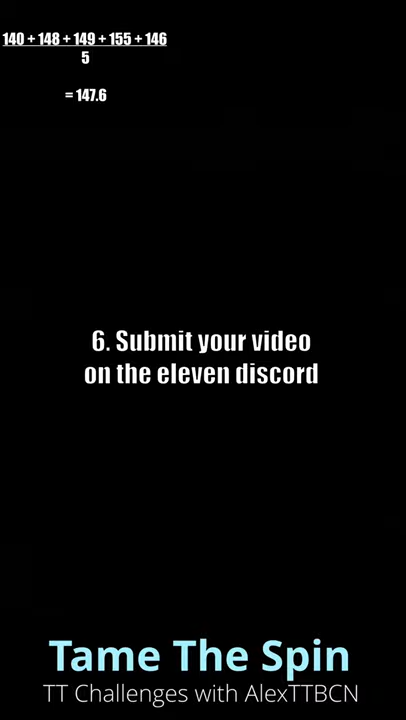 140 + 148 + 149 + 155 + 146
5
= 147.6
6. Submit your video
on the eleven discord
Tame The Spin
TT Challenges with AlexTTBCN